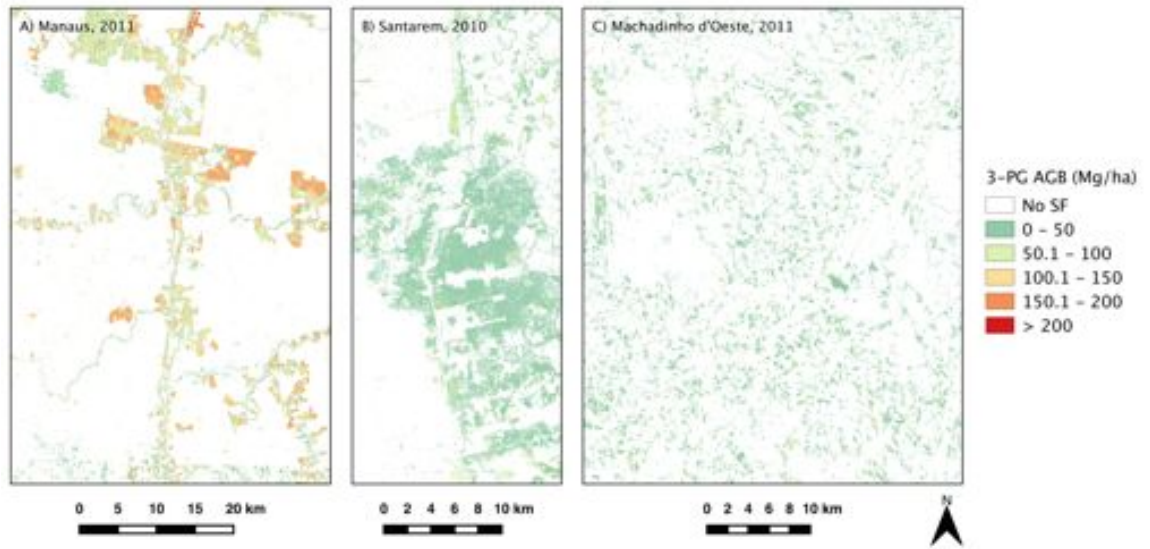 A) Manaus, 2011
B) Santarem, 2010
C) Machadinho d'Oeste, 2011
3-PG AGB (Mg/ha)
No SF
0 - 50
50.1 - 100
100.1 - 150
150.1 - 200
> 200
0 5 10 15 20 km
0 2 4 6 8 10 km
0 2 4 6 8 10 km
N